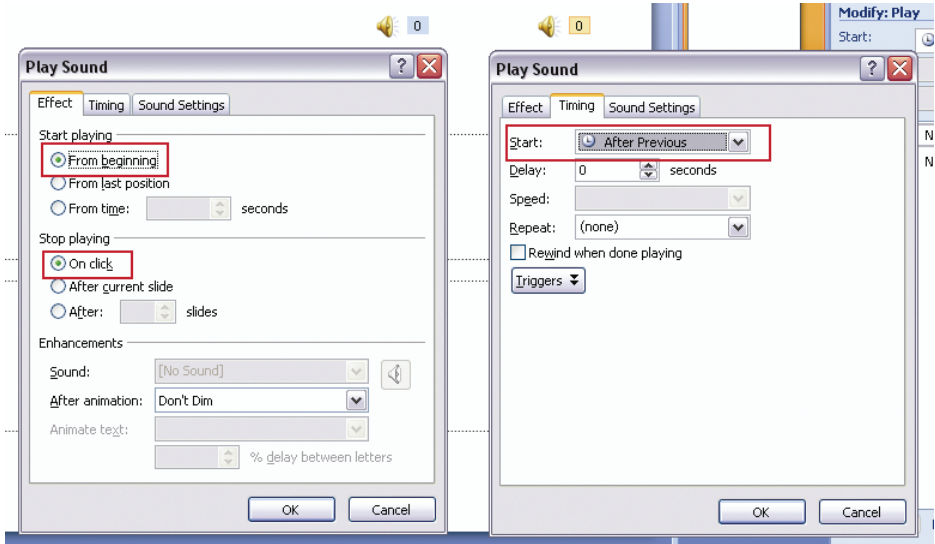 0
0
Modify: Play
Start:
Play Sound
?
Effect Timing Sound Settings
Start playing
From beginning
From last position
From time: seconds
Stop playing
On click
After current slide
After: slides
Enhancements
Sound: [No Sound]
After animation: Don't Dim
Animate text:
% delay between letters
OK Cancel
Play Sound
?
Effect Timing Sound Settings
Start: After Previous
Delay: 0 seconds
Speed:
Repeat: (none)
Rewind when done playing
Triggers
OK Cancel
N
N